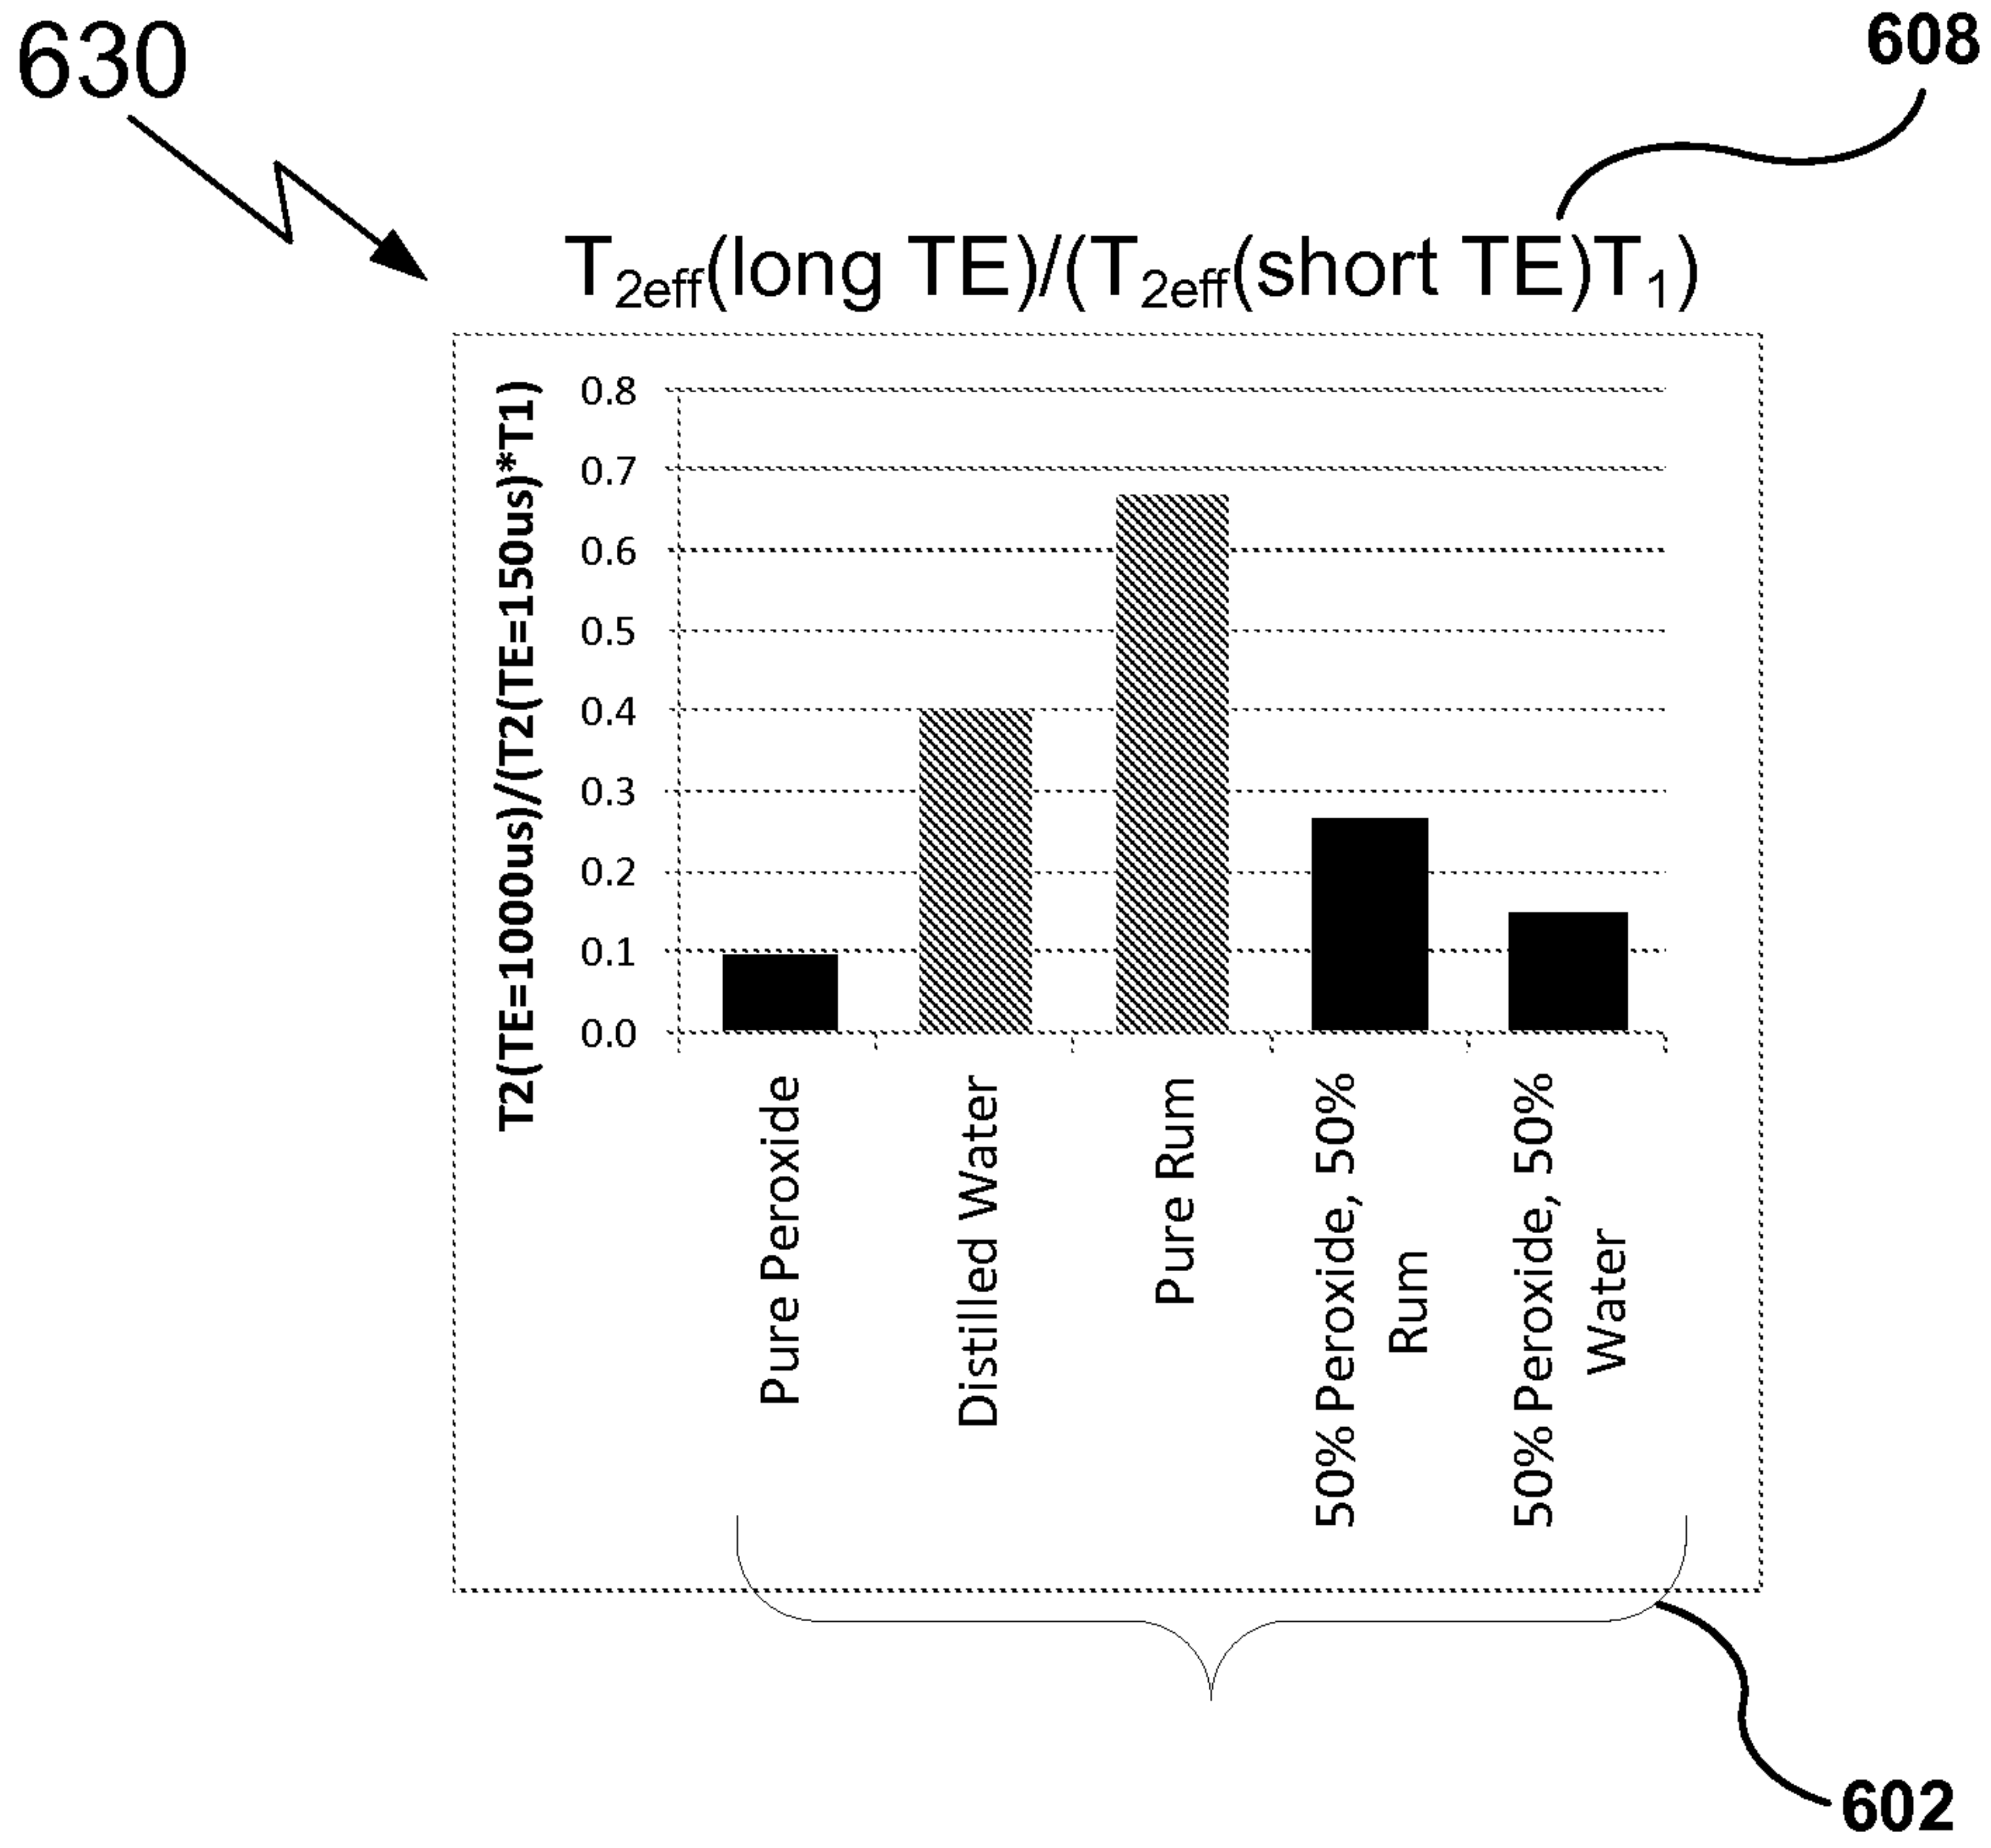 630
608
T2eff(long TE)/(T2eff(short TE)T1)
T2(TE=1000us)/(T2(TE=150us)*T1)
0.8
0.7
0.6
0.5
0.4
0.3
0.2
0.1
0.0
Pure Peroxide
Distilled Water
Pure Rum
50% Peroxide, 50%
Rum
50% Peroxide, 50%
Water
602